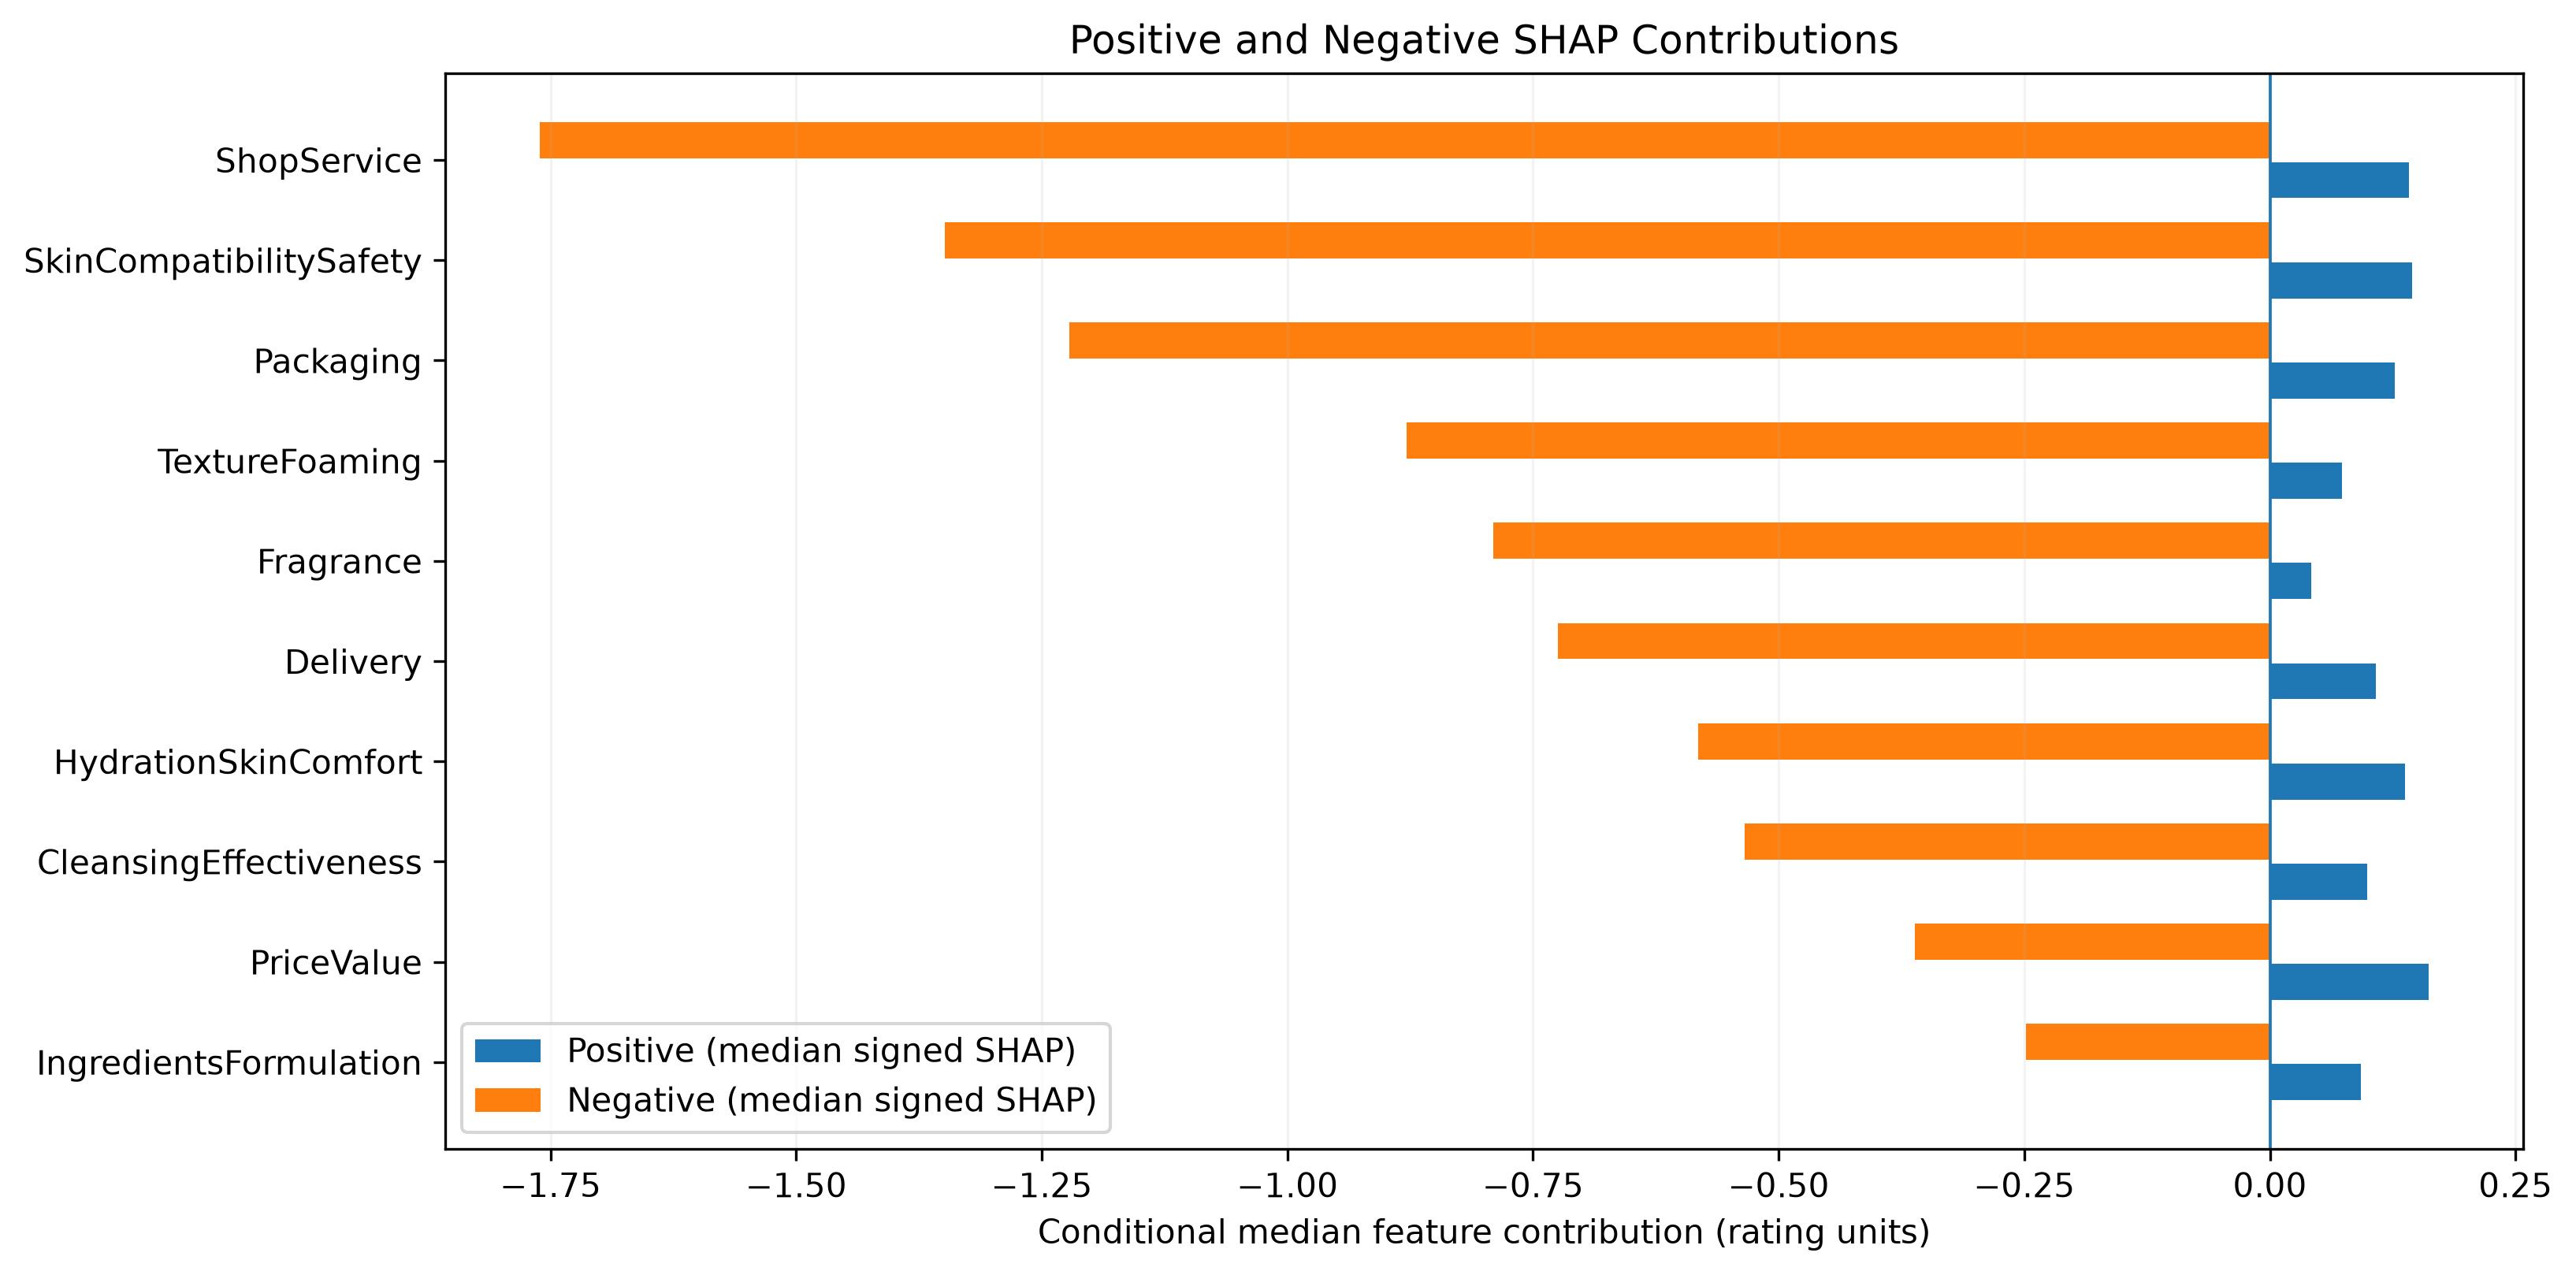 Positive and Negative SHAP Contributions
ShopService
SkinCompatibilitySafety
Packaging
TextureFoaming
Fragrance
Delivery
HydrationSkinComfort
CleansingEffectiveness
PriceValue
IngredientsFormulation
Positive (median signed SHAP)
Negative (median signed SHAP)
−1.75 −1.50 −1.25 −1.00 −0.75 −0.50 −0.25 0.00 0.25
Conditional median feature contribution (rating units)